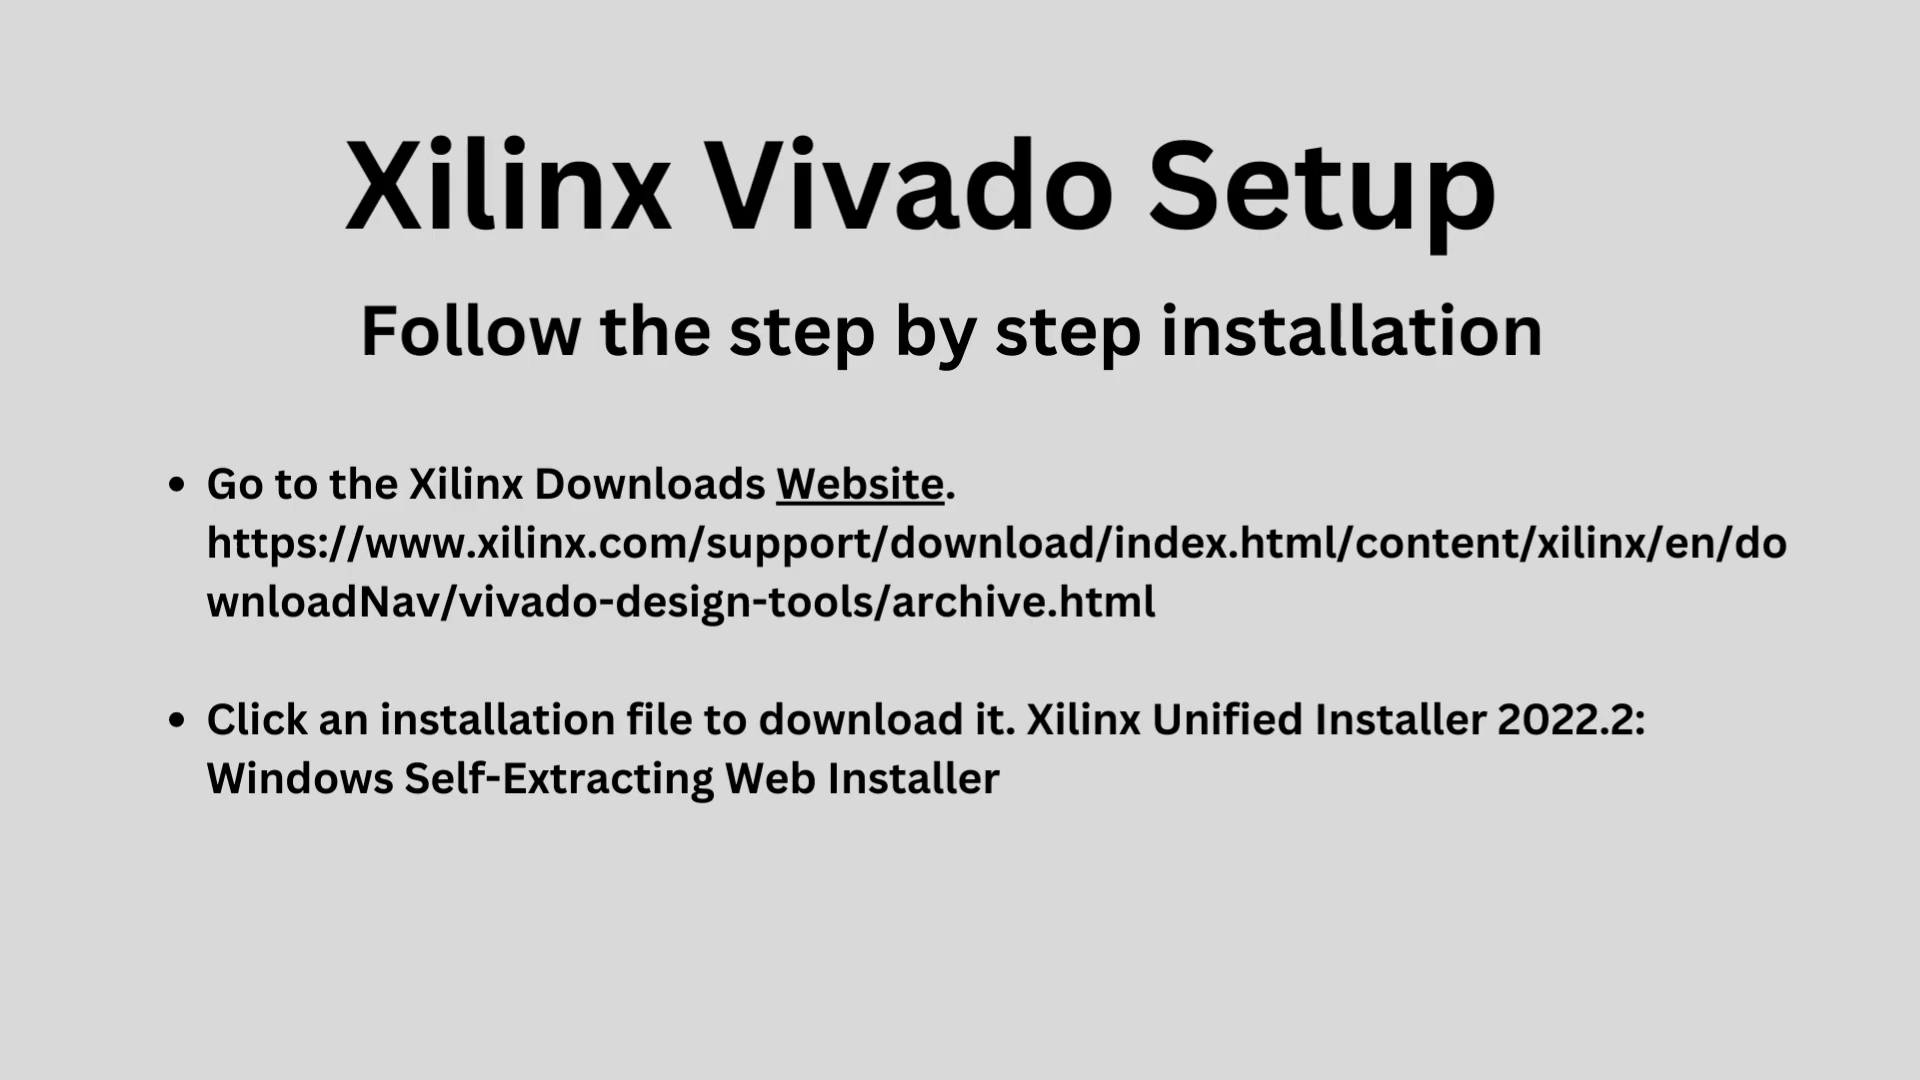 Xilinx Vivado Setup
Follow the step by step installation
• Go to the Xilinx Downloads Website.
https://www.xilinx.com/support/download/index.html/content/xilinx/en/do
wnloadNav/vivado-design-tools/archive.html
• Click an installation file to download it. Xilinx Unified Installer 2022.2:
Windows Self-Extracting Web Installer